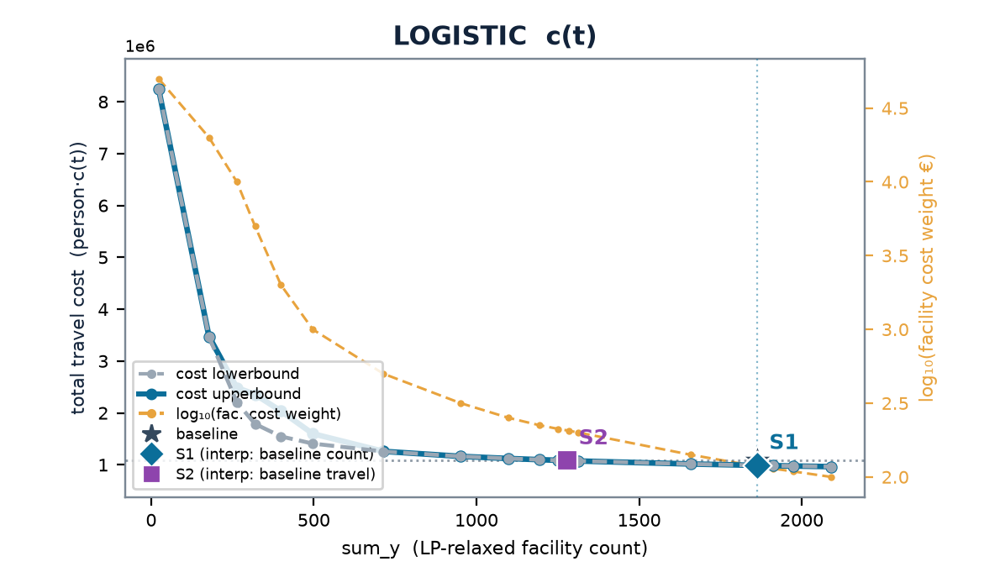 LOGISTIC c(t)
1e6
8
7
6
5
4
3
2
1
total travel cost (person·c(t))
4.5
4.0
3.5
3.0
2.5
2.0
log₁₀(facility cost weight €)
S2
S1
cost lowerbound
cost upperbound
log₁₀(fac. cost weight)
baseline
S1 (interp: baseline count)
S2 (interp: baseline travel)
0
500
1000
1500
2000
sum_y (LP-relaxed facility count)